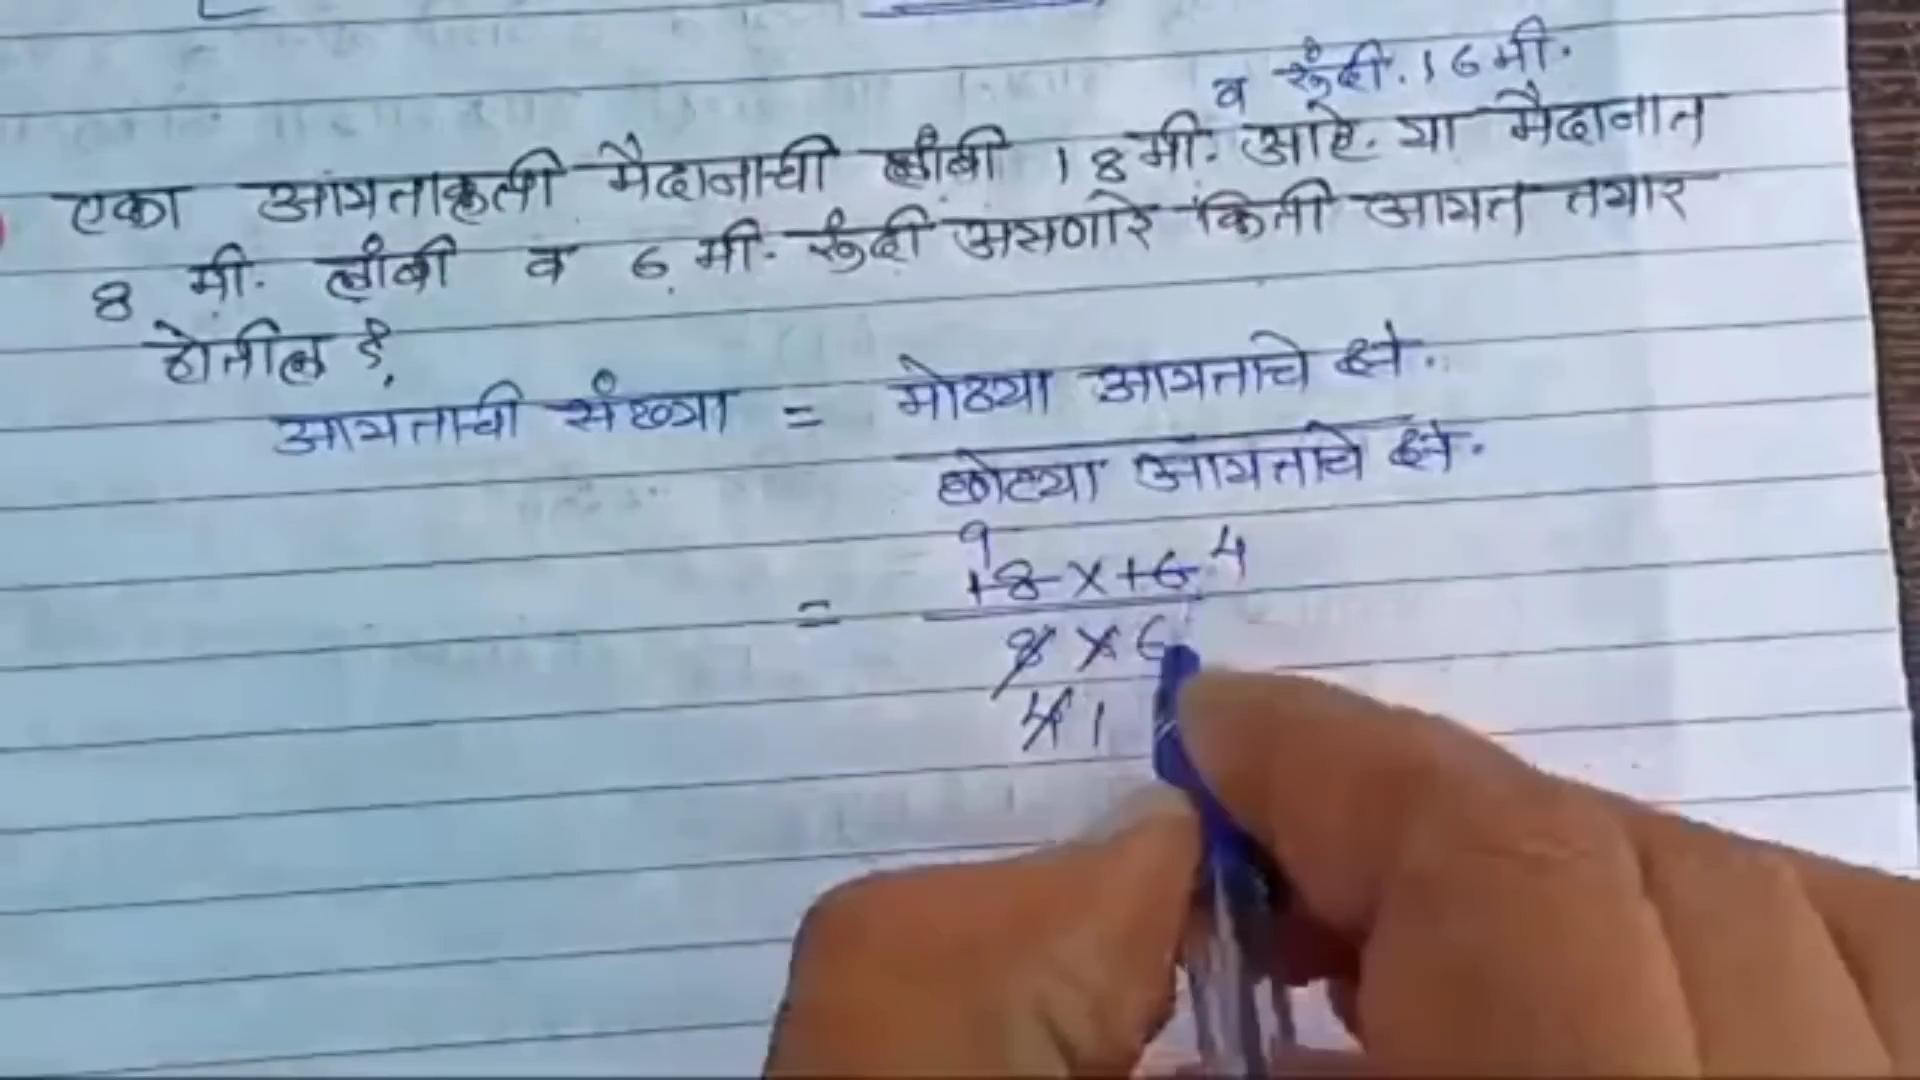 व रुंदी. 16 मी.
एका आयताकृती मैदानाची लांबी 18 मी. आहे. या मैदानात
8 मी. लांबी व 6 मी. रुंदी असणारे किती आयत तयार
होतील ?
आयताची संख्या = मोठ्या आयताचे क्षे.
छोट्या आयताचे क्षे.
9 4
= 18 x 16
8 x 6
4 1